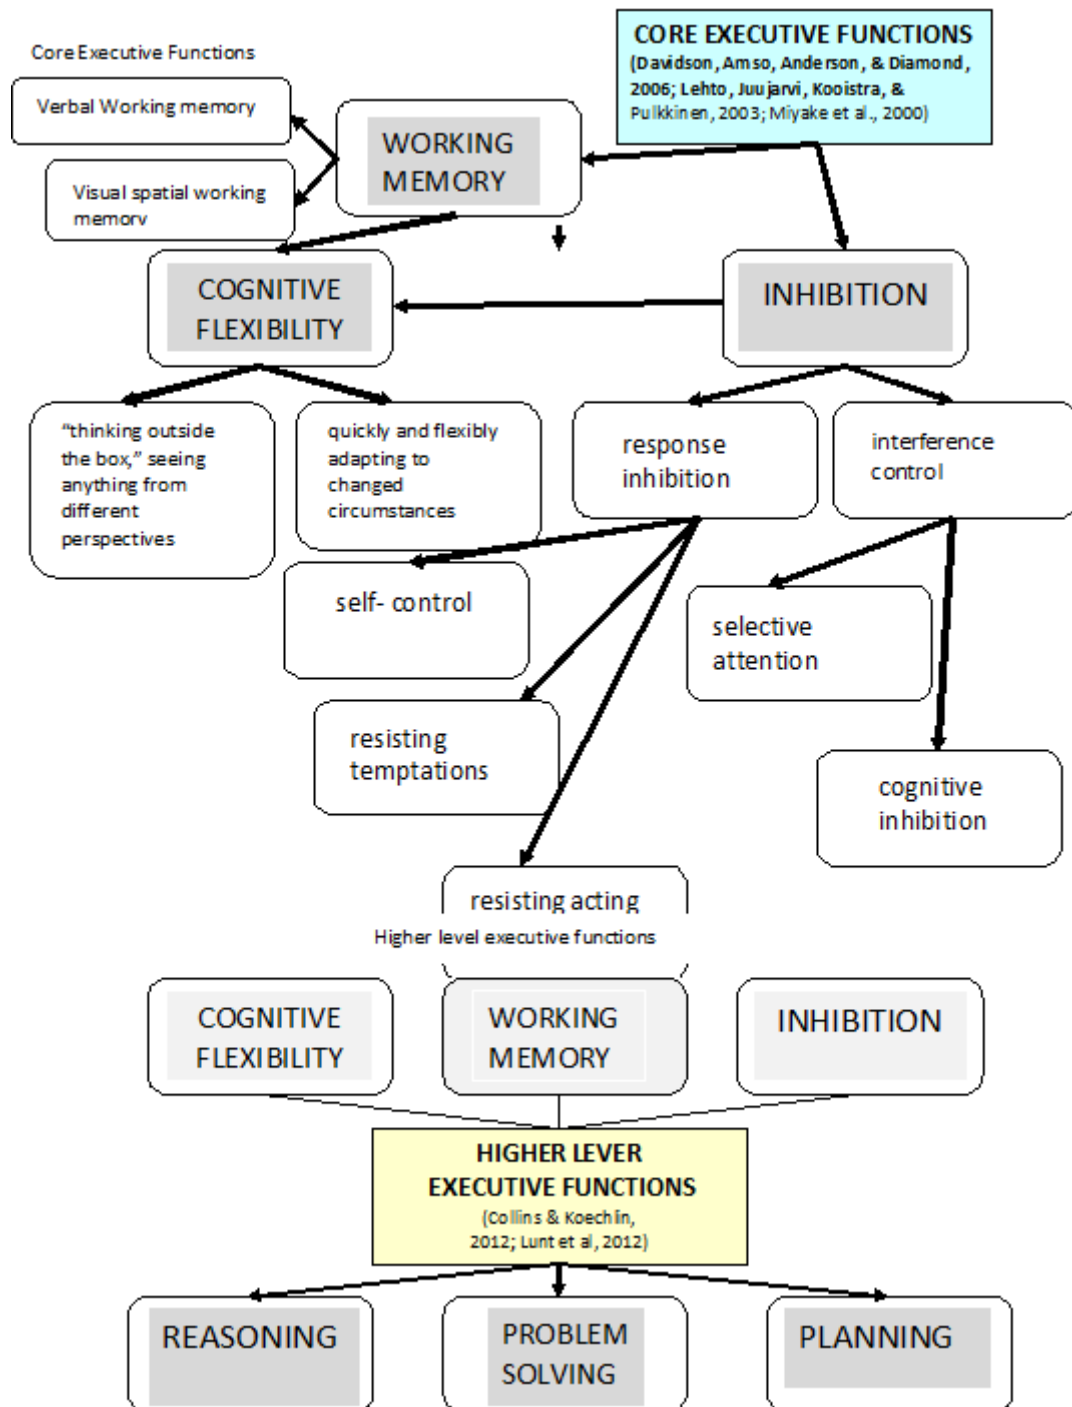 Core Executive Functions
CORE EXECUTIVE FUNCTIONS
(Davidson, Amso, Anderson, & Diamond,
2006; Lehto, Juujarvi, Kooistra, &
Pulkkinen, 2003; Miyake et al., 2000)
Verbal Working memory
WORKING
MEMORY
Visual spatial working
memory
COGNITIVE
FLEXIBILITY
INHIBITION
"thinking outside
the box," seeing
anything from
different
perspectives
quickly and flexibly
adapting to
changed
circumstances
response
inhibition
interference
control
self- control
selective
attention
resisting
temptations
cognitive
inhibition
resisting acting
Higher level executive functions
COGNITIVE
FLEXIBILITY
WORKING
MEMORY
INHIBITION
HIGHER LEVER
EXECUTIVE FUNCTIONS
(Collins & Koechlin,
2012; Lunt et al, 2012)
REASONING
PROBLEM
SOLVING
PLANNING